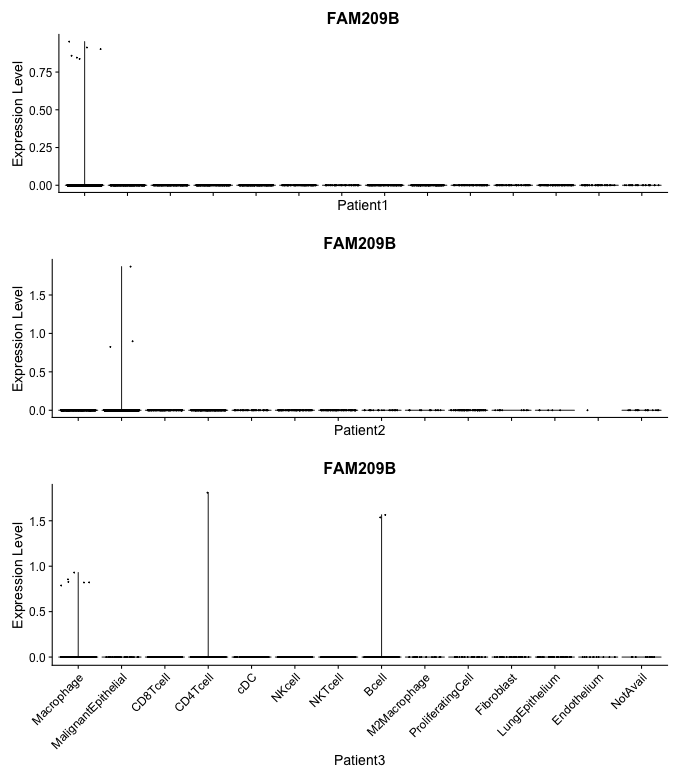 FAM209B
Expression Level
0.75
0.50
0.25
0.00
Patient1
FAM209B
Expression Level
1.5
1.0
0.5
0.0
Patient2
FAM209B
Expression Level
1.5
1.0
0.5
0.0
Macrophage
MalignantEpithelial
CD8Tcell
CD4Tcell
cDC
NKcell
NKTcell
Bcell
M2Macrophage
ProliferatingCell
Fibroblast
LungEpithelium
Endothelium
NotAvail
Patient3